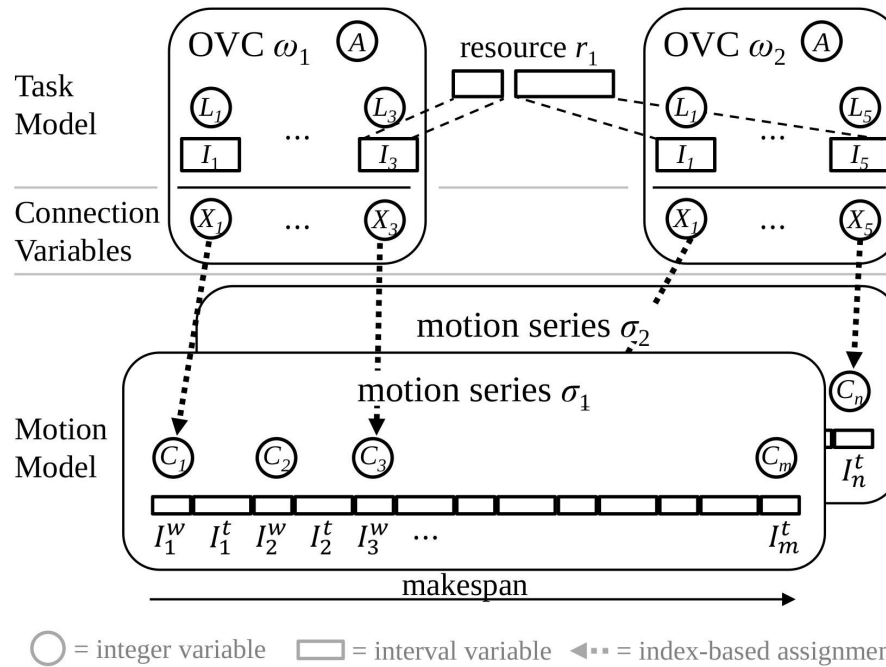 OVC ω₁ A
resource r₁
OVC ω₂ A
Task
Model
L₁ L₃ L₁ L₅
... ...
I₁ I₃ I₁ I₅
Connection
Variables
X₁ ... X₃ X₁ ... X₅
motion series σ₂
motion series σ₁
Cₙ
Motion
Model
C₁ C₂ C₃ Cₘ
Iₙᵗ
I₁ʷ I₁ᵗ I₂ʷ I₂ᵗ I₃ʷ ... Iₘᵗ
makespan
= integer variable = interval variable = index-based assignmen